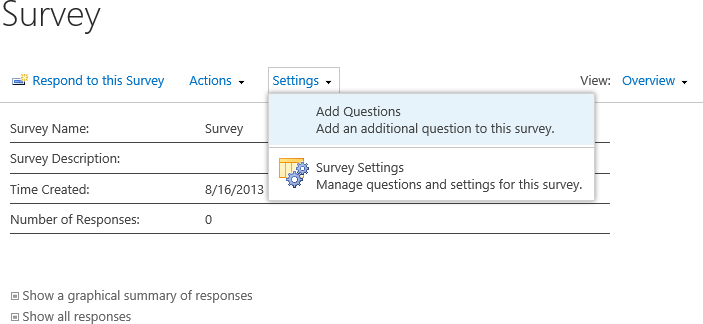 Survey
Respond to this Survey Actions Settings View: Overview
Add Questions
Add an additional question to this survey.
Survey Settings
Manage questions and settings for this survey.
Survey Name: Survey
Survey Description:
Time Created: 8/16/2013
Number of Responses: 0
Show a graphical summary of responses
Show all responses